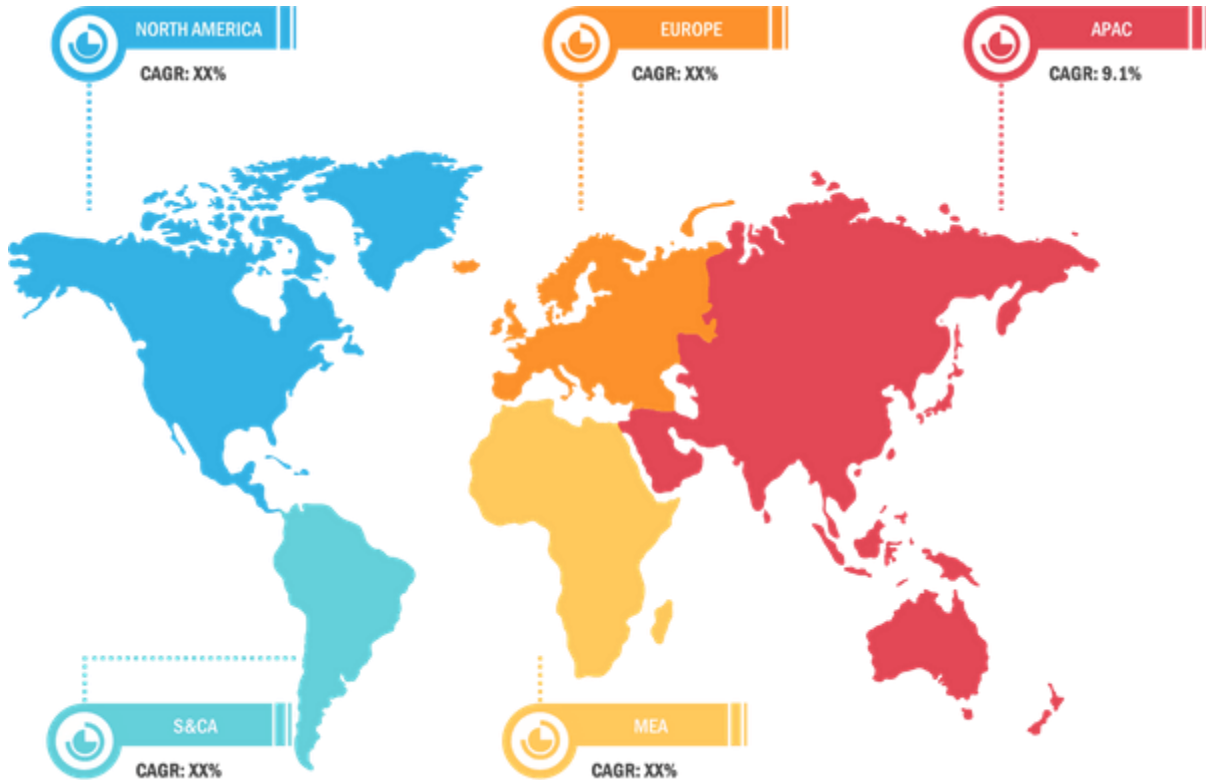 NORTH AMERICA
CAGR: XX%
EUROPE
CAGR: XX%
APAC
CAGR: 9.1%
S&CA
CAGR: XX%
MEA
CAGR: XX%